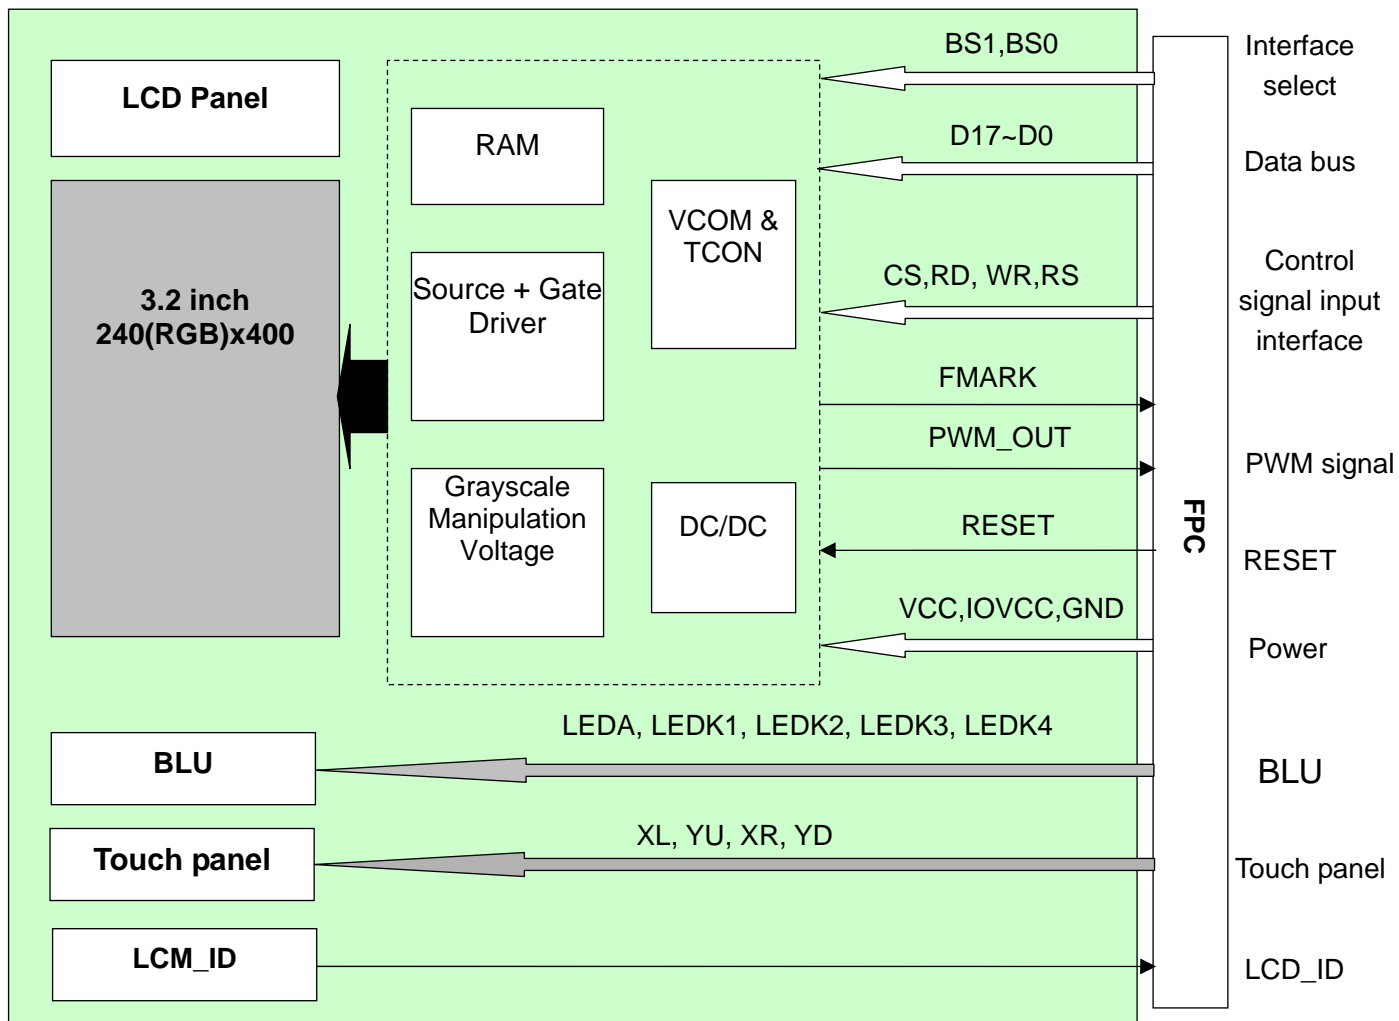 LCD Panel
3.2 inch
240(RGB)x400
RAM
Source + Gate
Driver
Grayscale
Manipulation
Voltage
VCOM &
TCON
DC/DC
BS1,BS0
D17~D0
CS,RD, WR,RS
FMARK
PWM_OUT
RESET
VCC,IOVCC,GND
BLU
LEDA, LEDK1, LEDK2, LEDK3, LEDK4
Touch panel
XL, YU, XR, YD
LCM_ID
FPC
Interface
select
Data bus
Control
signal input
interface
PWM signal
RESET
Power
BLU
Touch panel
LCD_ID